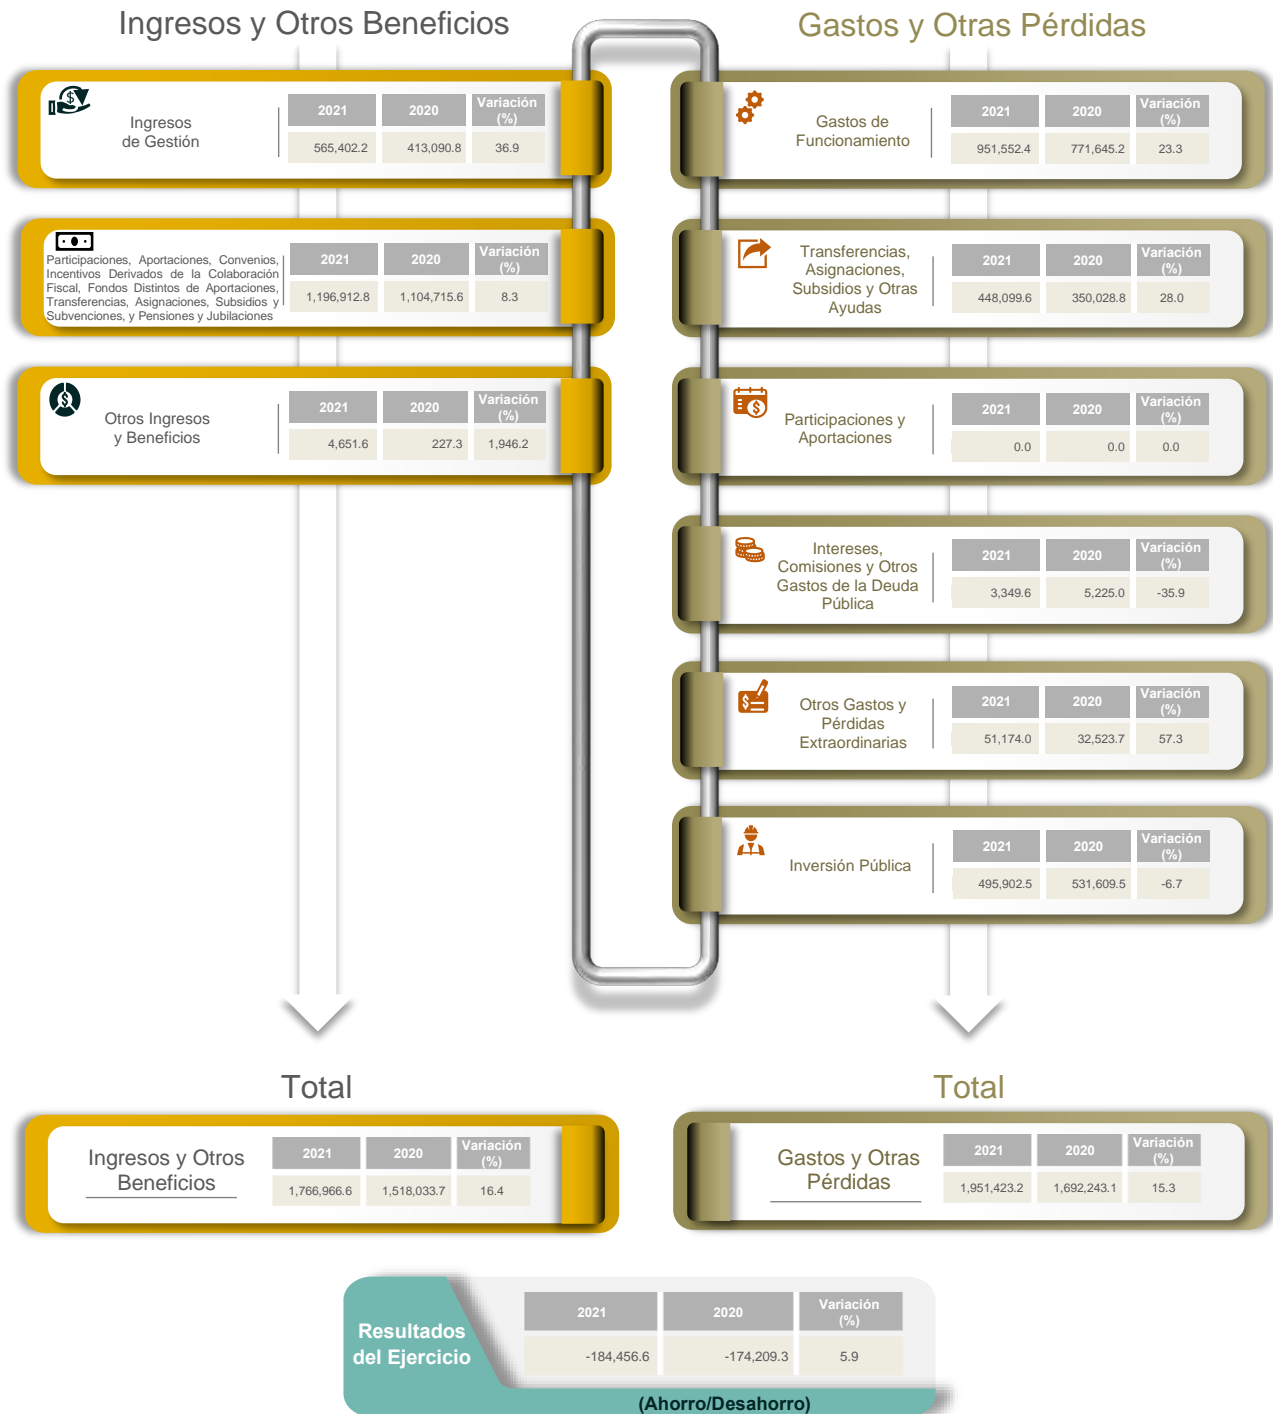 Ingresos y Otros Beneficios
Ingresos
de Gestión
2021 2020 Variación (%)
565,402.2 413,090.8 36.9
Participaciones, Aportaciones, Convenios,
Incentivos Derivados de la Colaboración
Fiscal, Fondos Distintos de Aportaciones,
Transferencias, Asignaciones, Subsidios y
Subvenciones, y Pensiones y Jubilaciones
2021 2020 Variación (%)
1,196,912.8 1,104,715.6 8.3
Otros Ingresos
y Beneficios
2021 2020 Variación (%)
4,651.6 227.3 1,946.2
Gastos y Otras Pérdidas
Gastos de
Funcionamiento
2021 2020 Variación (%)
951,552.4 771,645.2 23.3
Transferencias,
Asignaciones,
Subsidios y Otras
Ayudas
2021 2020 Variación (%)
448,099.6 350,028.8 28.0
Participaciones y
Aportaciones
2021 2020 Variación (%)
0.0 0.0 0.0
Intereses,
Comisiones y Otros
Gastos de la Deuda
Pública
2021 2020 Variación (%)
3,349.6 5,225.0 -35.9
Otros Gastos y
Pérdidas
Extraordinarias
2021 2020 Variación (%)
51,174.0 32,523.7 57.3
Inversión Pública
2021 2020 Variación (%)
495,902.5 531,609.5 -6.7
Total
Ingresos y Otros
Beneficios
2021 2020 Variación (%)
1,766,966.6 1,518,033.7 16.4
Total
Gastos y Otras
Pérdidas
2021 2020 Variación (%)
1,951,423.2 1,692,243.1 15.3
Resultados
del Ejercicio
2021 2020 Variación (%)
-184,456.6 -174,209.3 5.9
(Ahorro/Desahorro)